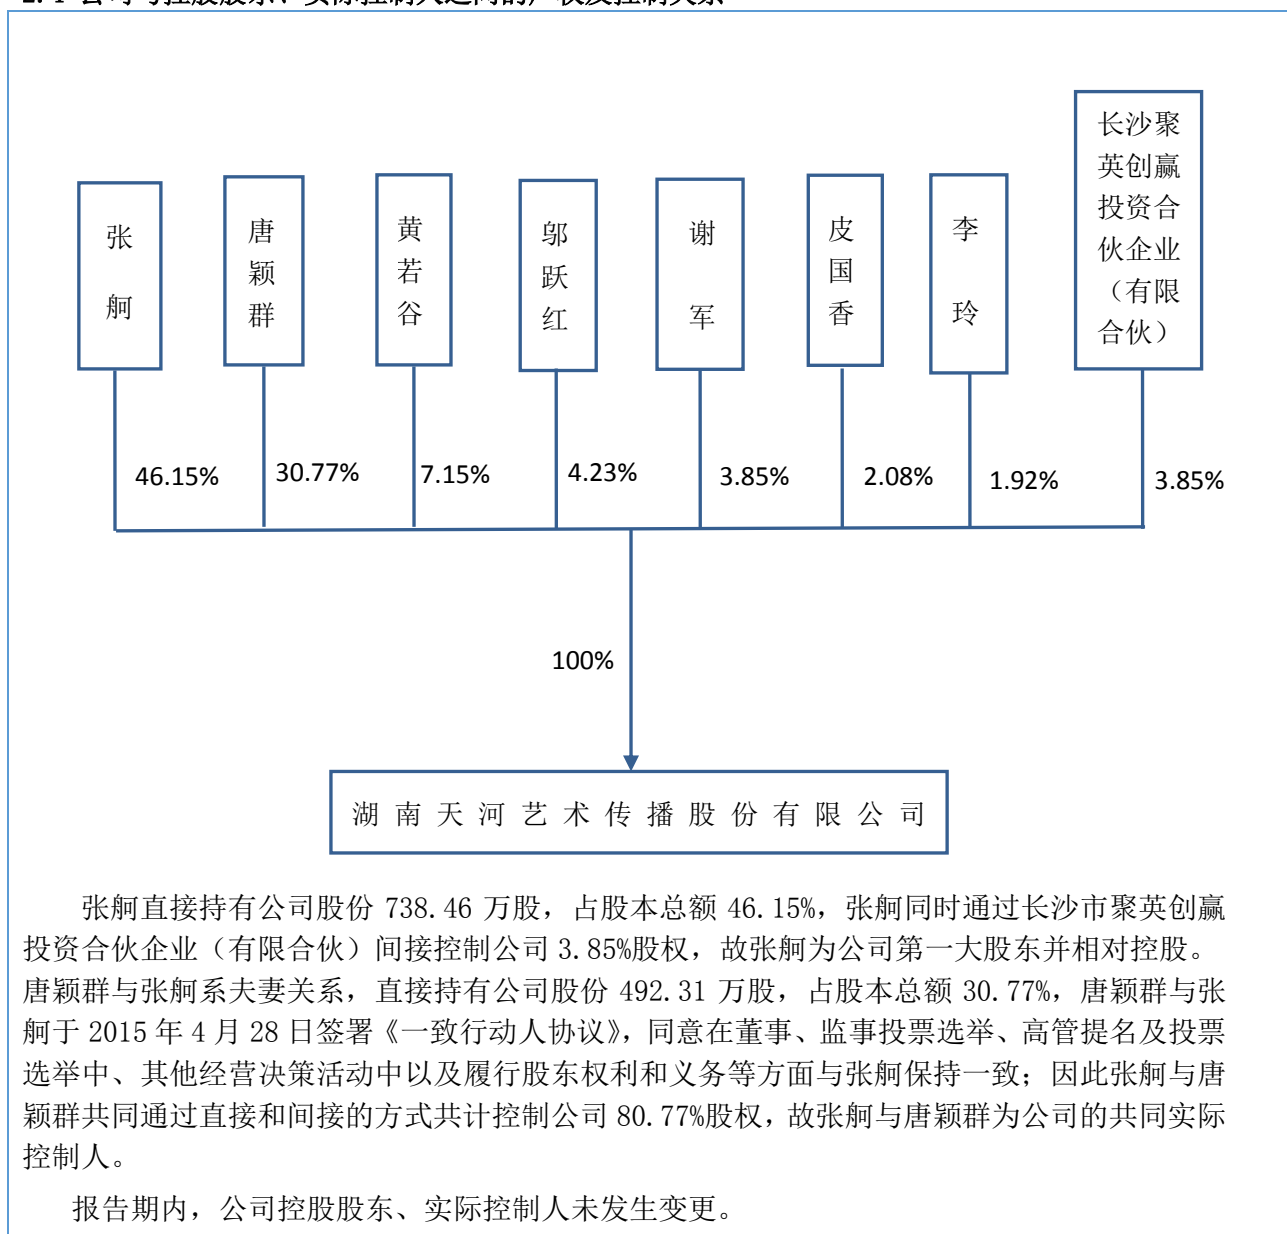 张
舸
唐
颖
群
黄
若
谷
邬
跃
红
谢
军
皮
国
香
李
玲
长沙聚
英创赢
投资合
伙企业
（有限
合伙）
46.15%
30.77%
7.15%
4.23%
3.85%
2.08%
1.92%
3.85%
100%
湖南天河艺术传播股份有限公司
张舸直接持有公司股份 738.46 万股，占股本总额 46.15%，张舸同时通过长沙市聚英创赢
投资合伙企业（有限合伙）间接控制公司 3.85%股权，故张舸为公司第一大股东并相对控股。
唐颖群与张舸系夫妻关系，直接持有公司股份 492.31 万股，占股本总额 30.77%，唐颖群与张
舸于 2015 年 4 月 28 日签署《一致行动人协议》，同意在董事、监事投票选举、高管提名及投票
选举中、其他经营决策活动中以及履行股东权利和义务等方面与张舸保持一致；因此张舸与唐
颖群共同通过直接和间接的方式共计控制公司 80.77%股权，故张舸与唐颖群为公司的共同实际
控制人。
报告期内，公司控股股东、实际控制人未发生变更。